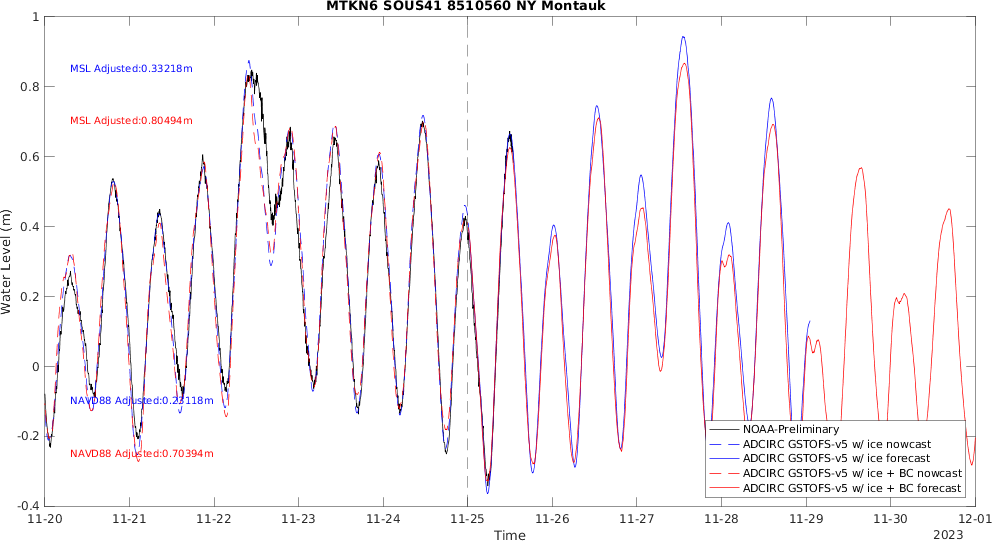 MTKN6 SOUS41 8510560 NY Montauk
1
0.8
0.6
0.4
0.2
0
-0.2
-0.4
Water Level (m)
MSL Adjusted:0.33218m
MSL Adjusted:0.80494m
NAVD88 Adjusted:0.23118m
NAVD88 Adjusted:0.70394m
NOAA-Preliminary
ADCIRC GSTOFS-v5 w/ ice nowcast
ADCIRC GSTOFS-v5 w/ ice forecast
ADCIRC GSTOFS-v5 w/ ice + BC nowcast
ADCIRC GSTOFS-v5 w/ ice + BC forecast
11-20 11-21 11-22 11-23 11-24 11-25 11-26 11-27 11-28 11-29 11-30 12-01
Time
2023